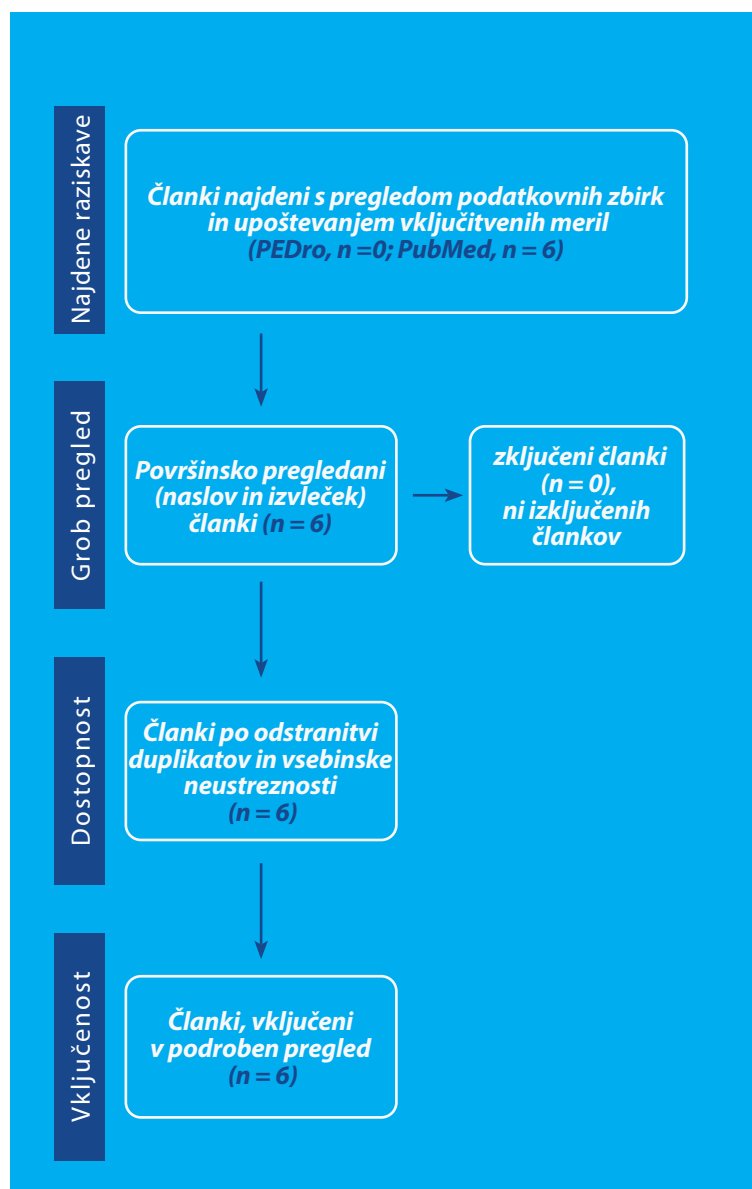 Najdene raziskave
Članki najdeni s pregledom podatkovnih zbirk
in upoštevanjem vključitvenih meril
(PEDro, n =0; PubMed, n = 6)
Grob pregled
Površinsko pregledani
(naslov in izvleček)
članki (n = 6)
zključeni članki
(n = 0),
ni izključenih
člankov
Dostopnost
Članki po odstranitvi
duplikatov in vsebinske
neustreznosti
(n = 6)
Vključenost
Članki, vključeni
v podroben pregled
(n = 6)